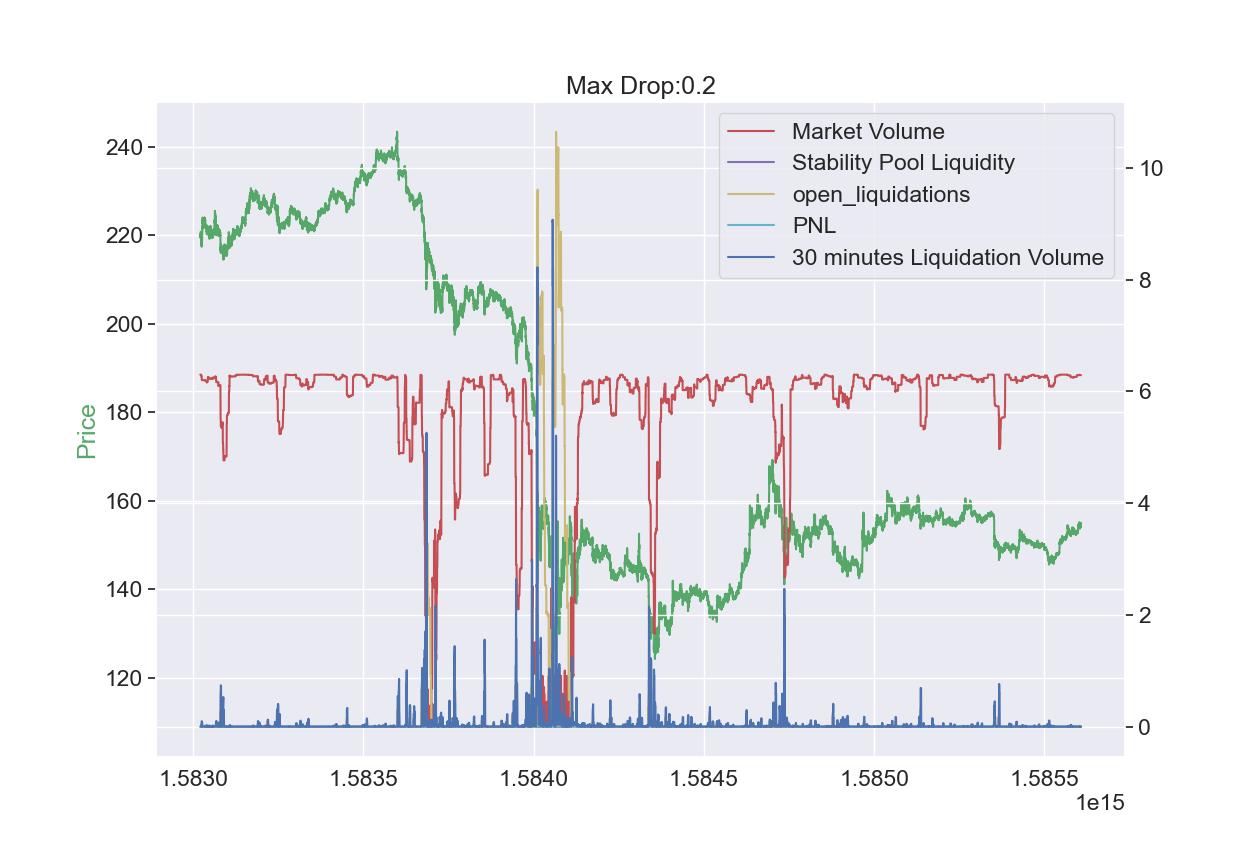 Max Drop:0.2
Market Volume
Stability Pool Liquidity
open_liquidations
PNL
30 minutes Liquidation Volume
Price
240
220
200
180
160
140
120
10
8
6
4
2
0
1.5830 1.5835 1.5840 1.5845 1.5850 1.5855
1e15